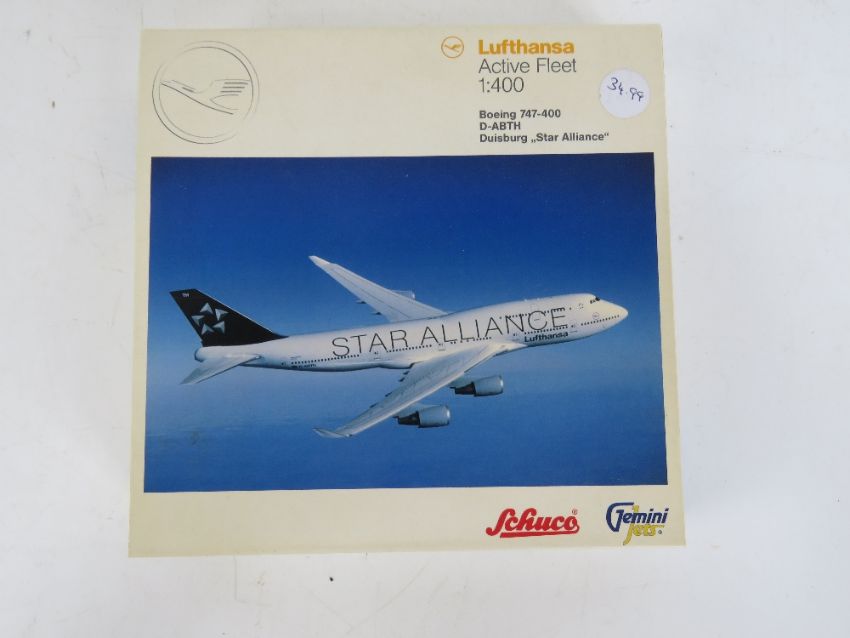 Lufthansa
Active Fleet
1:400
34.99
Boeing 747-400
D-ABTH
Duisburg „Star Alliance“
STAR ALLIANCE
Lufthansa
Schuco®
Gemini
Jets®